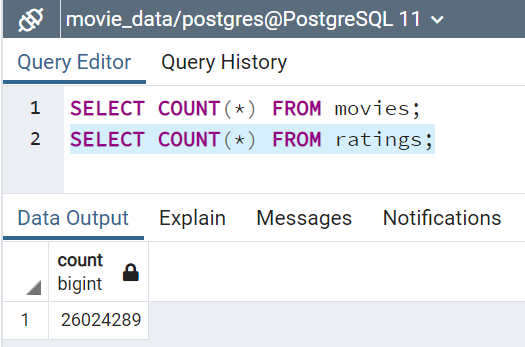 movie_data/postgres@PostgreSQL 11
Query Editor Query History
1 SELECT COUNT(*) FROM movies;
2 SELECT COUNT(*) FROM ratings;
Data Output Explain Messages Notifications
count
bigint
1 26024289